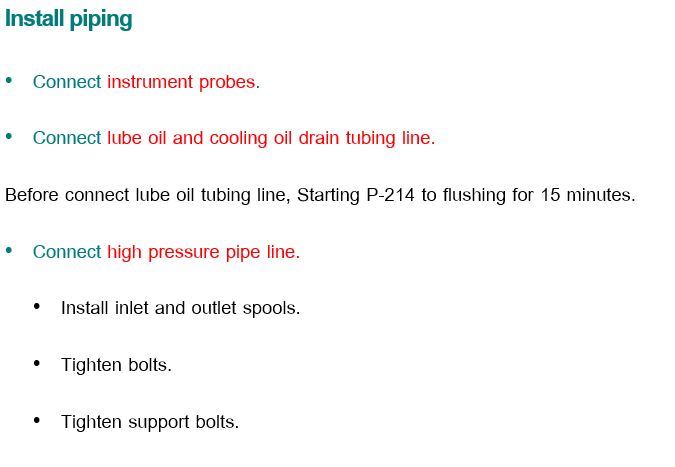 Install piping
• Connect instrument probes.
• Connect lube oil and cooling oil drain tubing line.
Before connect lube oil tubing line, Starting P-214 to flushing for 15 minutes.
• Connect high pressure pipe line.
• Install inlet and outlet spools.
• Tighten bolts.
• Tighten support bolts.